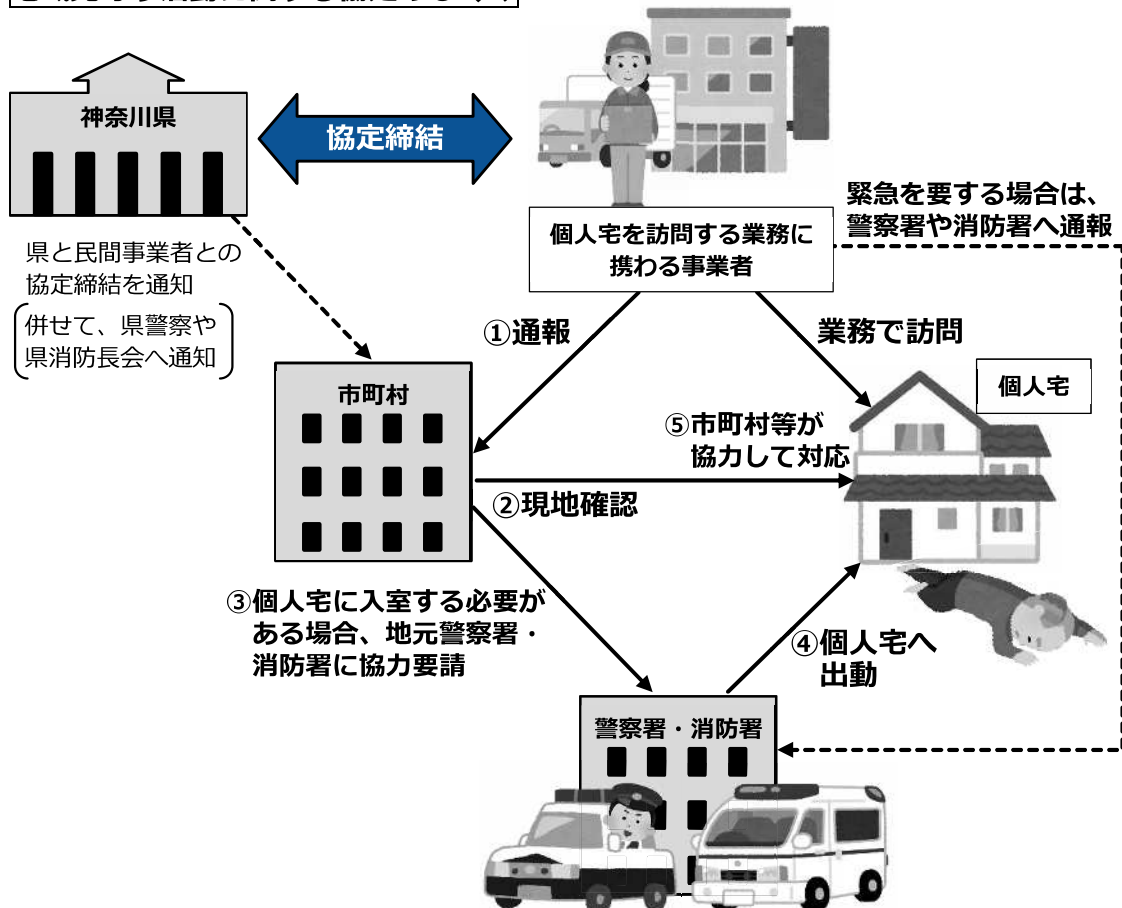 神奈川県
協定締結
緊急を要する場合は、
警察署や消防署へ通報
個人宅を訪問する業務に
携わる事業者
県と民間事業者との
協定締結を通知
併せて、県警察や
県消防長会へ通知
①通報
業務で訪問
市町村
個人宅
⑤市町村等が
協力して対応
②現地確認
③個人宅に入室する必要が
ある場合、地元警察署・
消防署に協力要請
④個人宅へ
出動
警察署・消防署